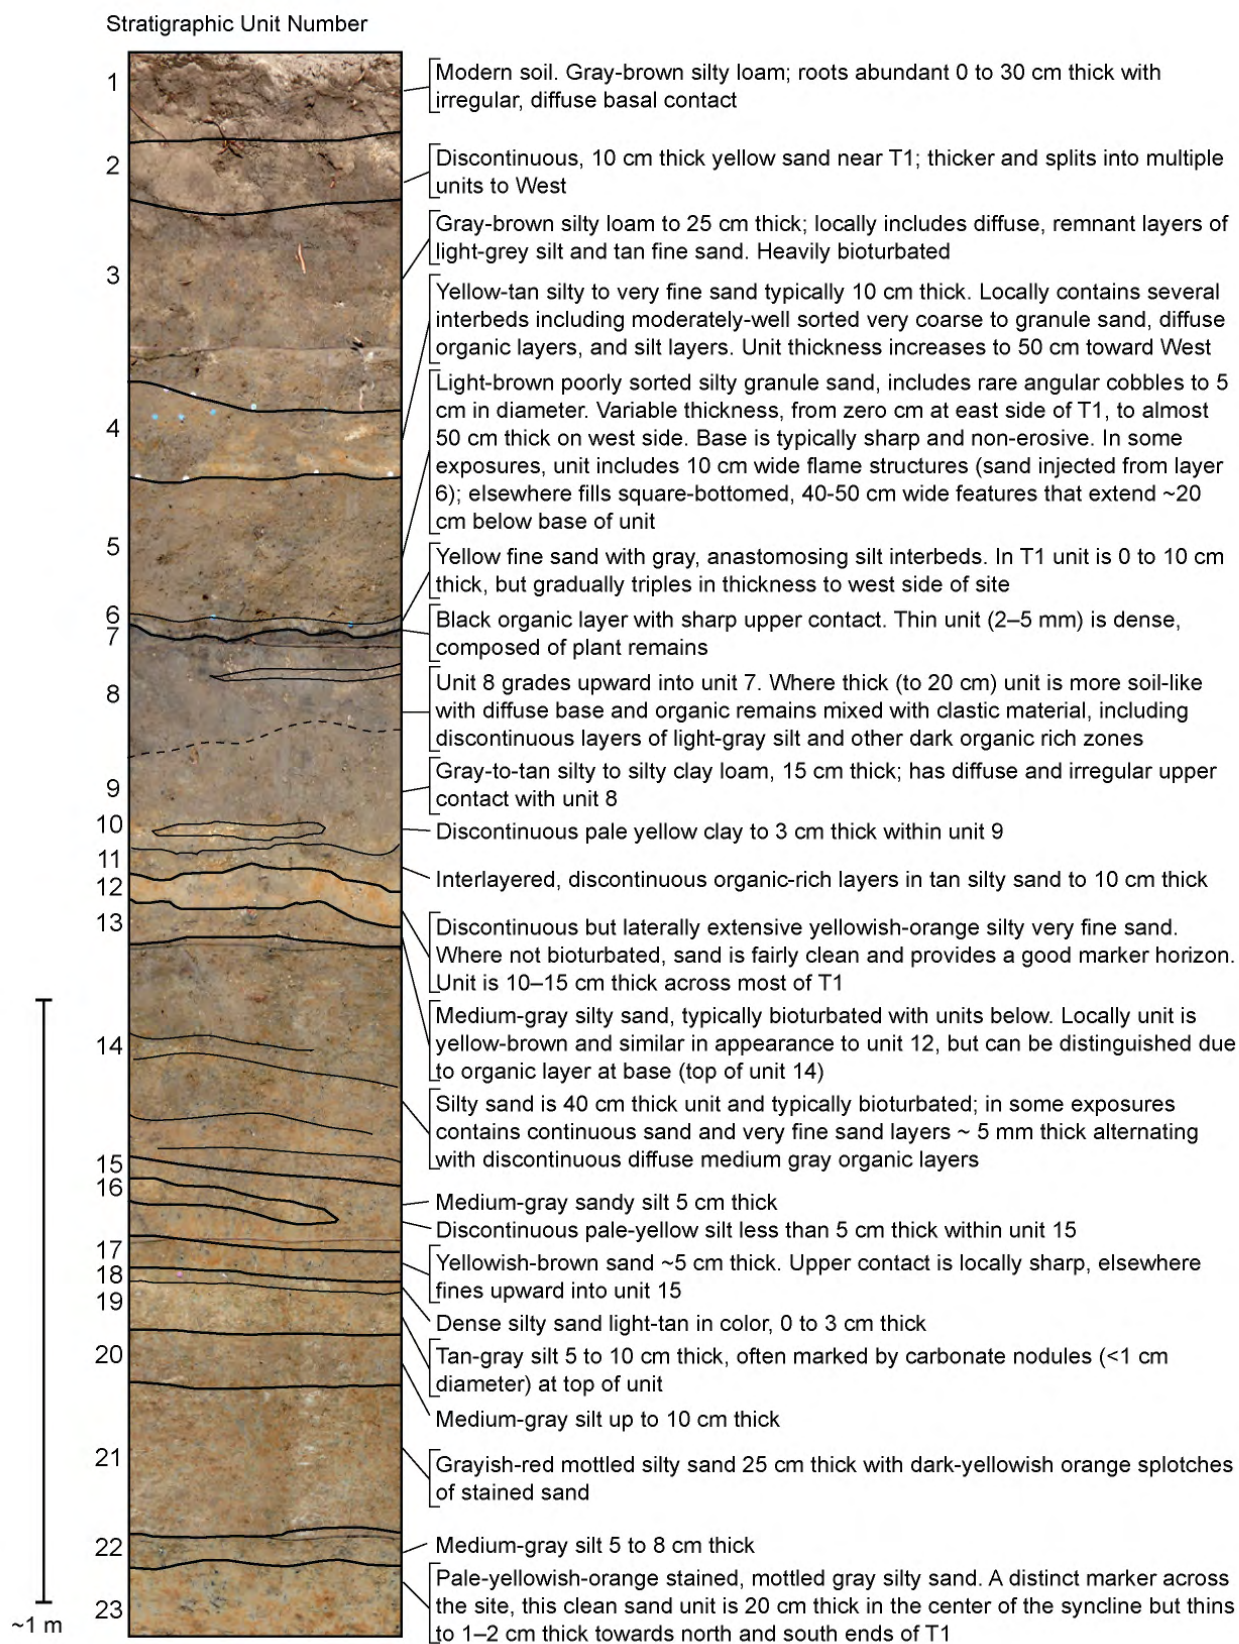 Stratigraphic Unit Number
1
Modern soil. Gray-brown silty loam; roots abundant 0 to 30 cm thick with
irregular, diffuse basal contact
2
Discontinuous, 10 cm thick yellow sand near T1; thicker and splits into multiple
units to West
3
Gray-brown silty loam to 25 cm thick; locally includes diffuse, remnant layers of
light-grey silt and tan fine sand. Heavily bioturbated
4
Yellow-tan silty to very fine sand typically 10 cm thick. Locally contains several
interbeds including moderately-well sorted very coarse to granule sand, diffuse
organic layers, and silt layers. Unit thickness increases to 50 cm toward West
5
Light-brown poorly sorted silty granule sand, includes rare angular cobbles to 5
cm in diameter. Variable thickness, from zero cm at east side of T1, to almost
50 cm thick on west side. Base is typically sharp and non-erosive. In some
exposures, unit includes 10 cm wide flame structures (sand injected from layer
6); elsewhere fills square-bottomed, 40-50 cm wide features that extend ~20
cm below base of unit
6
Yellow fine sand with gray, anastomosing silt interbeds. In T1 unit is 0 to 10 cm
thick, but gradually triples in thickness to west side of site
7
Black organic layer with sharp upper contact. Thin unit (2–5 mm) is dense,
composed of plant remains
8
Unit 8 grades upward into unit 7. Where thick (to 20 cm) unit is more soil-like
with diffuse base and organic remains mixed with clastic material, including
discontinuous layers of light-gray silt and other dark organic rich zones
9
Gray-to-tan silty to silty clay loam, 15 cm thick; has diffuse and irregular upper
contact with unit 8
10
Discontinuous pale yellow clay to 3 cm thick within unit 9
11
Interlayered, discontinuous organic-rich layers in tan silty sand to 10 cm thick
12
Discontinuous but laterally extensive yellowish-orange silty very fine sand.
Where not bioturbated, sand is fairly clean and provides a good marker horizon.
Unit is 10–15 cm thick across most of T1
13
Medium-gray silty sand, typically bioturbated with units below. Locally unit is
yellow-brown and similar in appearance to unit 12, but can be distinguished due
to organic layer at base (top of unit 14)
14
Silty sand is 40 cm thick unit and typically bioturbated; in some exposures
contains continuous sand and very fine sand layers ~ 5 mm thick alternating
with discontinuous diffuse medium gray organic layers
15
Medium-gray sandy silt 5 cm thick
16
Discontinuous pale-yellow silt less than 5 cm thick within unit 15
17
Yellowish-brown sand ~5 cm thick. Upper contact is locally sharp, elsewhere
fines upward into unit 15
18
Dense silty sand light-tan in color, 0 to 3 cm thick
19
Tan-gray silt 5 to 10 cm thick, often marked by carbonate nodules (<1 cm
diameter) at top of unit
20
Medium-gray silt up to 10 cm thick
21
Grayish-red mottled silty sand 25 cm thick with dark-yellowish orange splotches
of stained sand
22
Medium-gray silt 5 to 8 cm thick
23
Pale-yellowish-orange stained, mottled gray silty sand. A distinct marker across
the site, this clean sand unit is 20 cm thick in the center of the syncline but thins
to 1–2 cm thick towards north and south ends of T1
~1 m